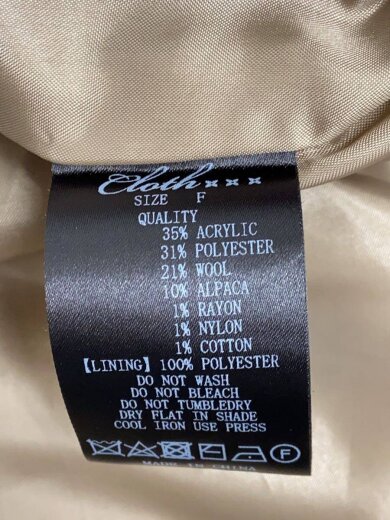 Cloth×××
SIZE F
QUALITY
35% ACRYLIC
31% POLYESTER
21% WOOL
10% ALPACA
1% RAYON
1% NYLON
1% COTTON
【LINING】100% POLYESTER
DO NOT WASH
DO NOT BLEACH
DO NOT TUMBLEDRY
DRY FLAT IN SHADE
COOL IRON USE PRESS
F
MADE IN CHINA